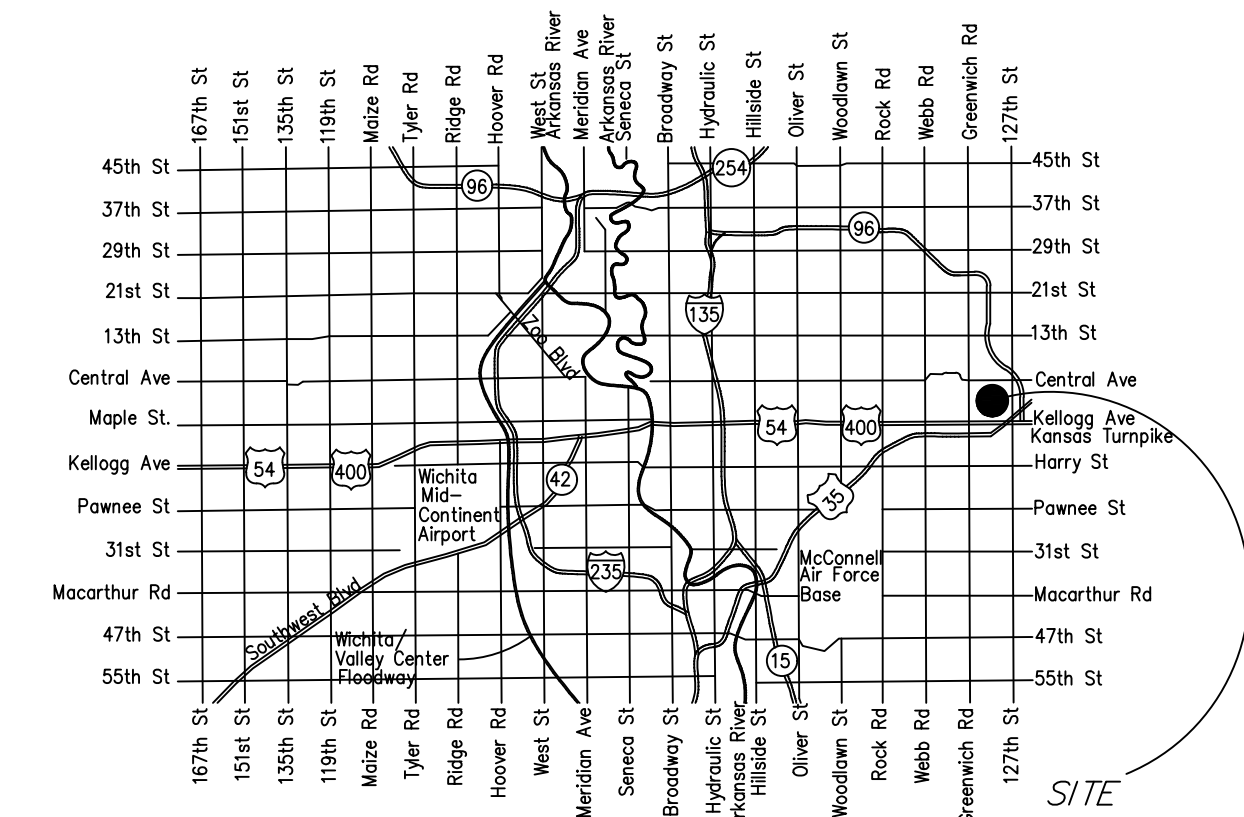 167th St
151st St
135th St
119th St
Maize Rd
Tyler Rd
Ridge Rd
Hoover Rd
West St
Arkansas River
Meridian Ave
Arkansas River
Seneca St
Broadway St
Hydraulic St
Hillside St
Oliver St
Woodlawn St
Rock Rd
Webb Rd
Greenwich Rd
127th St
45th St
37th St
29th St
21st St
13th St
Central Ave
Maple St.
Kellogg Ave
Pawnee St
31st St
Macarthur Rd
47th St
55th St
96
254
96
135
Zoo Blvd
54
400
54
400
42
35
235
15
Wichita
Mid-
Continent
Airport
McConnell
Air Force
Base
Southwest Blvd
Wichita/
Valley Center
Floodway
45th St
37th St
29th St
21st St
13th St
Central Ave
Kellogg Ave
Kansas Turnpike
Harry St
Pawnee St
31st St
Macarthur Rd
47th St
55th St
167th St
151st St
135th St
119th St
Maize Rd
Tyler Rd
Ridge Rd
Hoover Rd
West St
Meridian Ave
Seneca St
Broadway St
Hydraulic St
rkansas River
Hillside St
Oliver St
Woodlawn St
Rock Rd
Webb Rd
Greenwich Rd
127th St
SITE